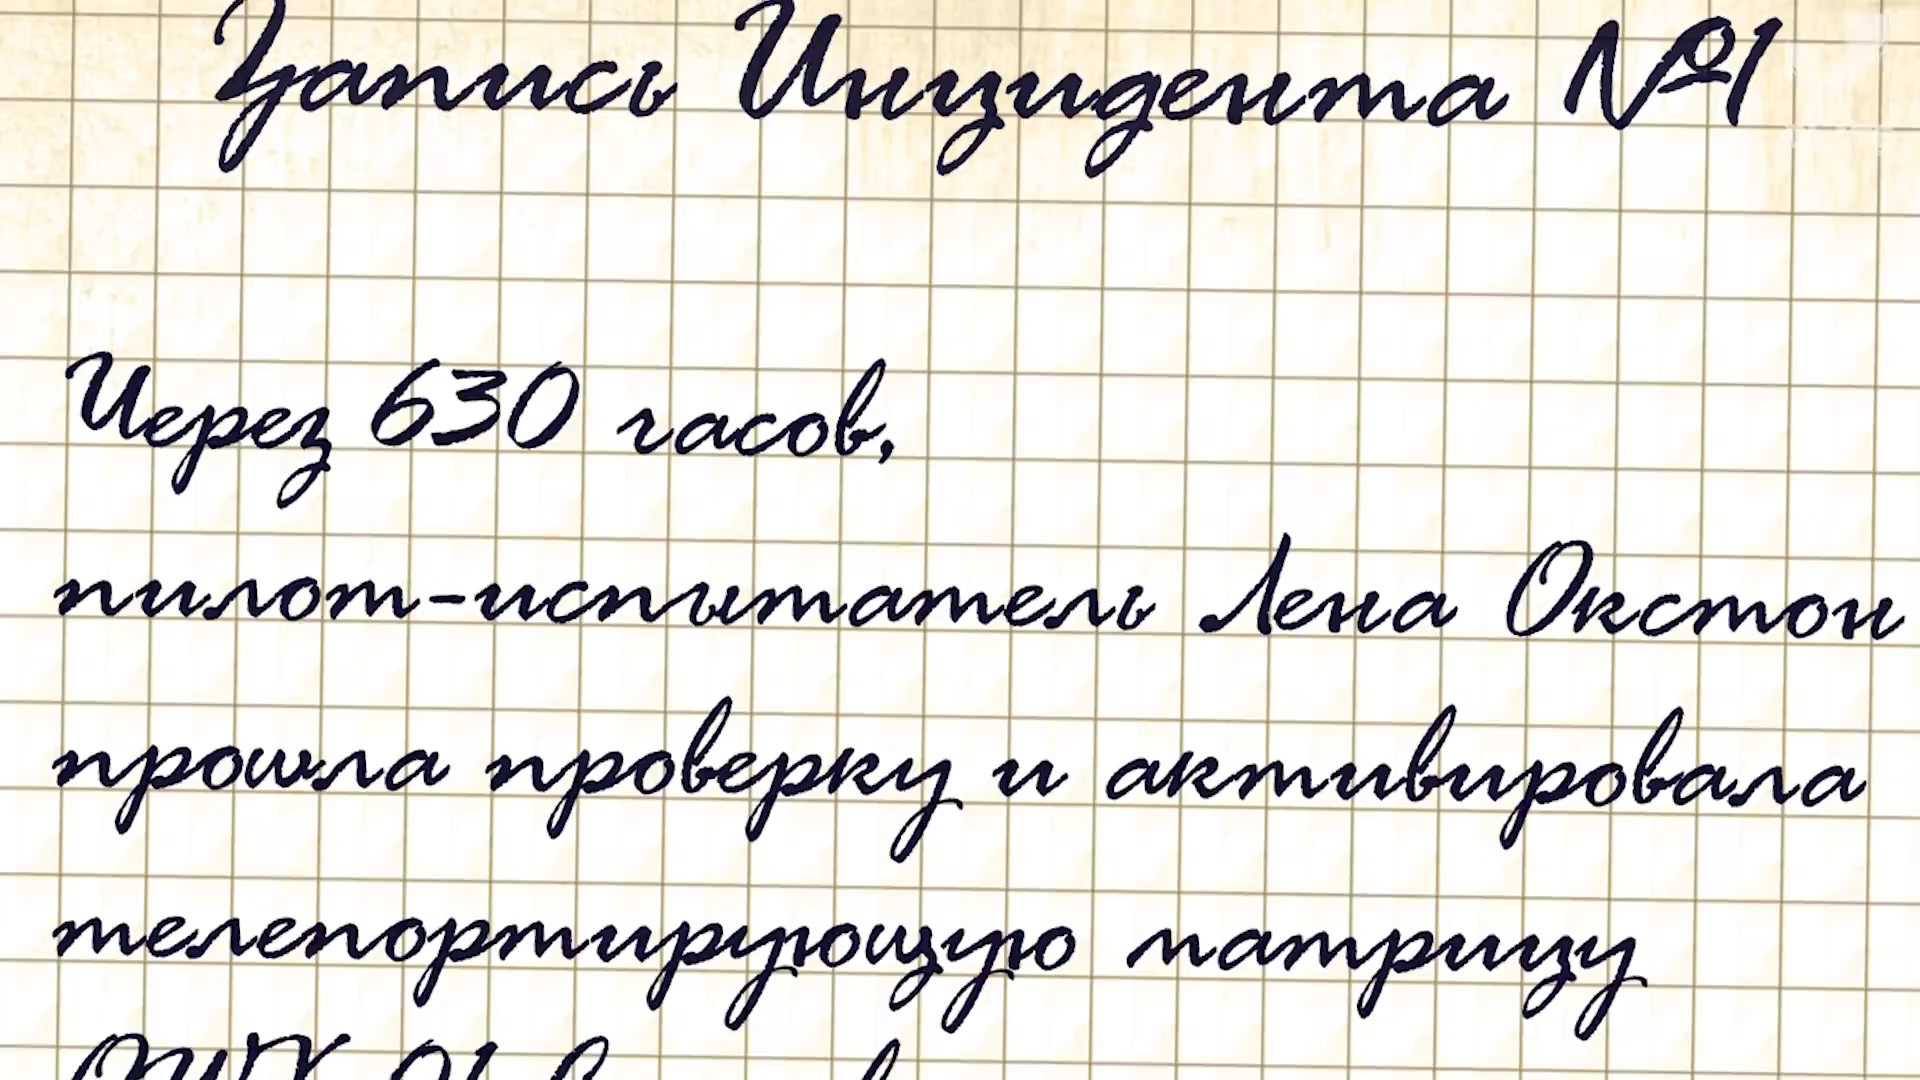 Запись Инцидента №1
Через 630 часов,
пилот-испытатель Лена Окстон
прошла проверку и активировала
телепортирующую матрицу